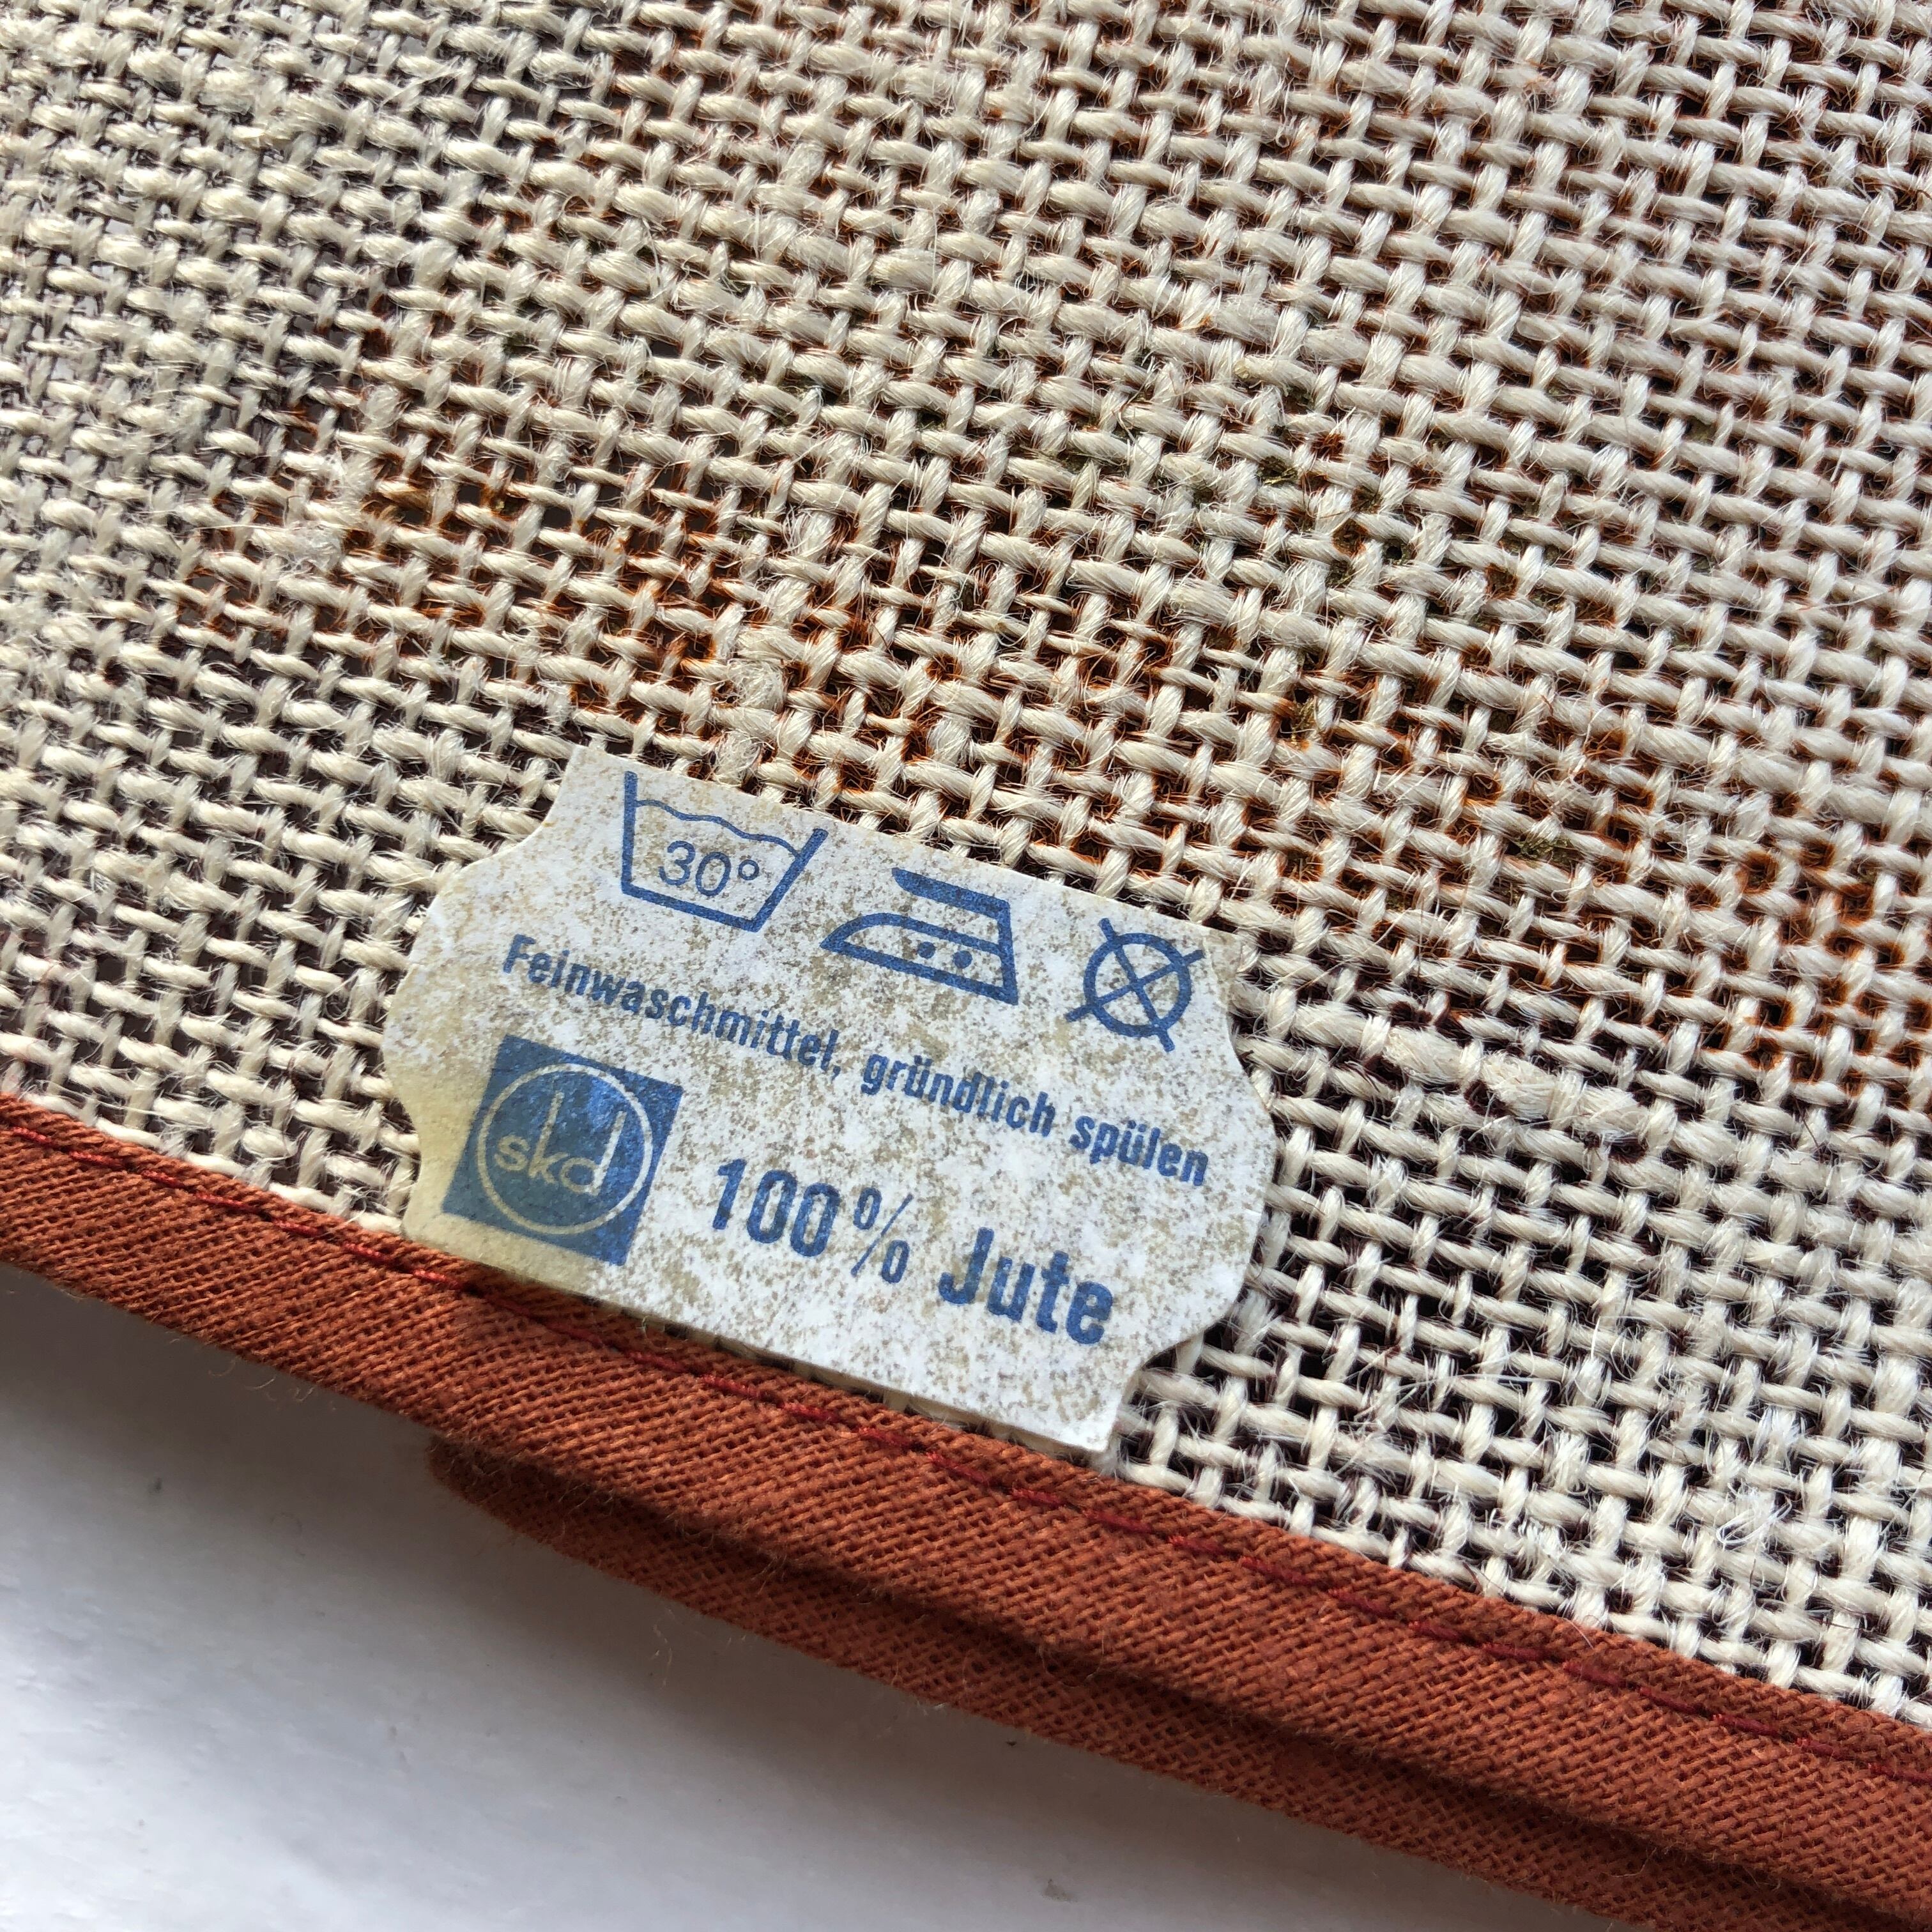 30°
Feinwaschmittel, gründlich spülen
skd
100% Jute